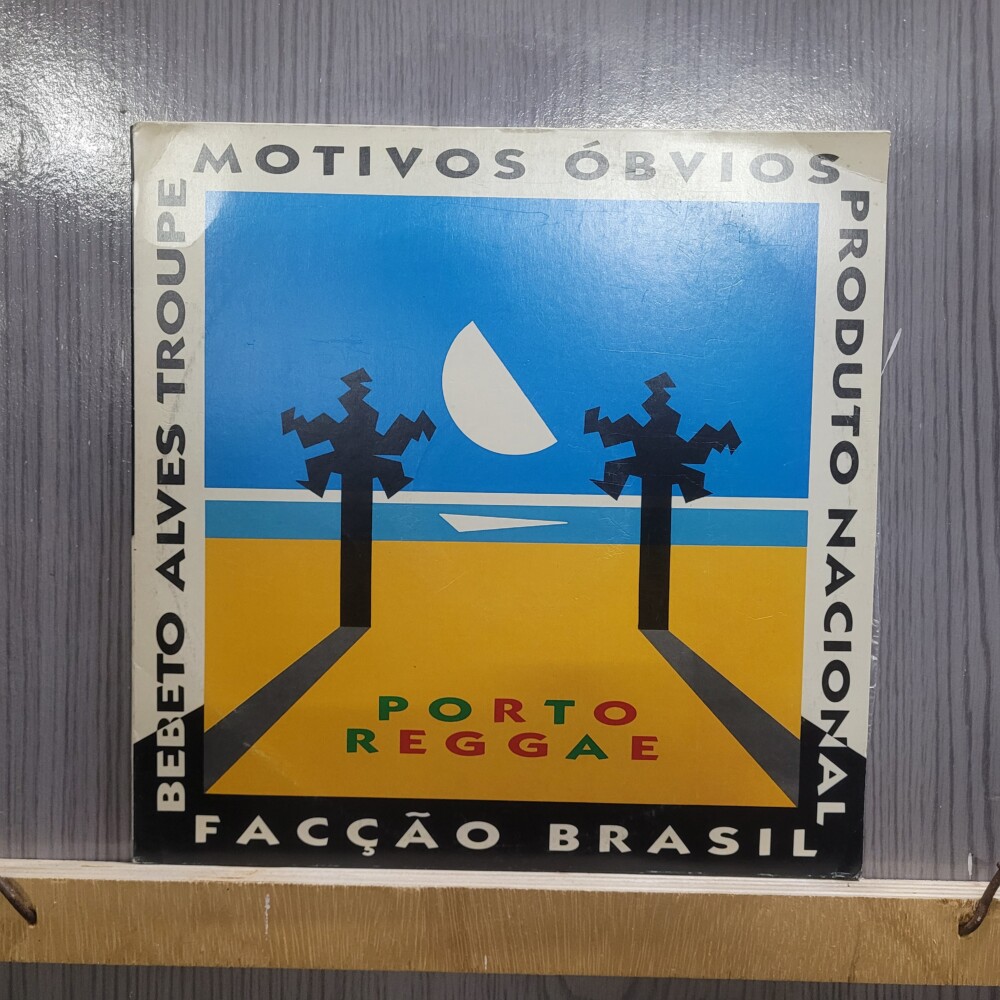 MOTIVOS ÓBVIOS
BEBETO ALVES TROUPE
PRODUTO NACIONAL
PORTO
REGGAE
FACÇÃO BRASIL